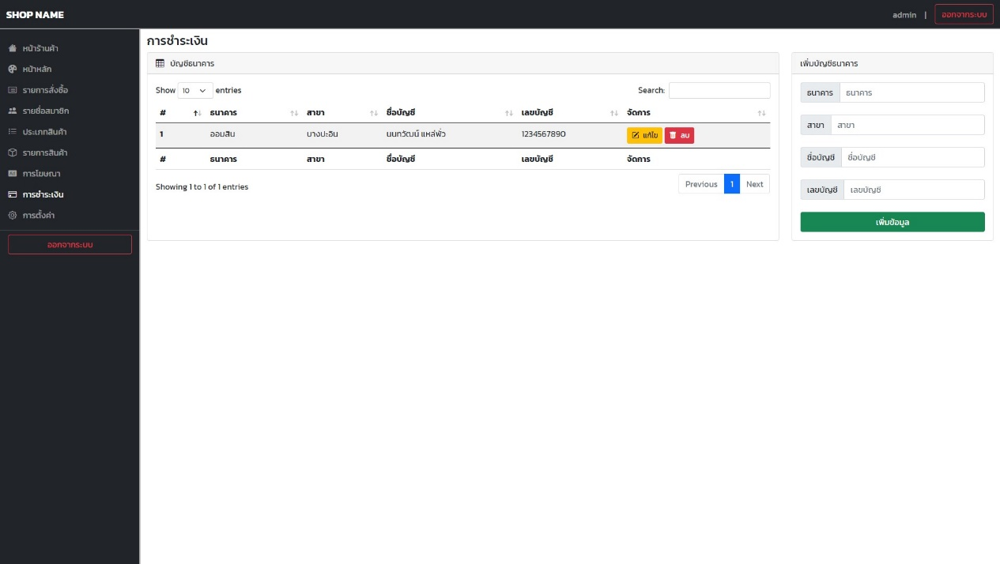 SHOP NAME
admin | ออกจากระบบ
หน้าร้านค้า
หน้าหลัก
รายการสั่งซื้อ
รายชื่อสมาชิก
ประเภทสินค้า
รายการสินค้า
การโฆษณา
การชำระเงิน
การตั้งค่า
ออกจากระบบ
การชำระเงิน
บัญชีธนาคาร
Show 10 entries
Search:
# ธนาคาร สาขา ชื่อบัญชี เลขบัญชี จัดการ
1 ออมสิน บางปะอิน นนทวัฒน์ แหล่พั่ว 1234567890 แก้ไข ลบ
# ธนาคาร สาขา ชื่อบัญชี เลขบัญชี จัดการ
Showing 1 to 1 of 1 entries
Previous 1 Next
เพิ่มบัญชีธนาคาร
ธนาคาร ธนาคาร
สาขา สาขา
ชื่อบัญชี ชื่อบัญชี
เลขบัญชี เลขบัญชี
เพิ่มข้อมูล